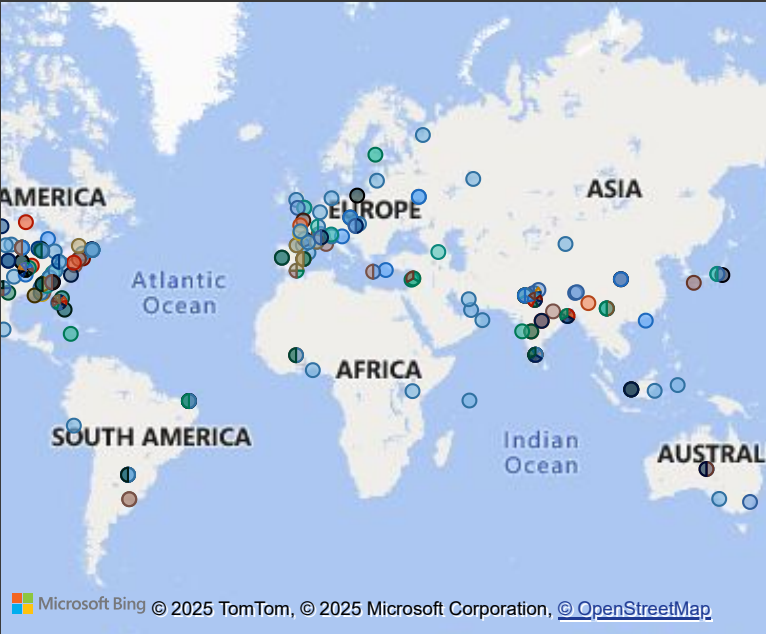 AMERICA
EUROPE
ASIA
Atlantic
Ocean
AFRICA
SOUTH AMERICA
Indian
Ocean
AUSTRAL
Microsoft Bing © 2025 TomTom, © 2025 Microsoft Corporation, © OpenStreetMap